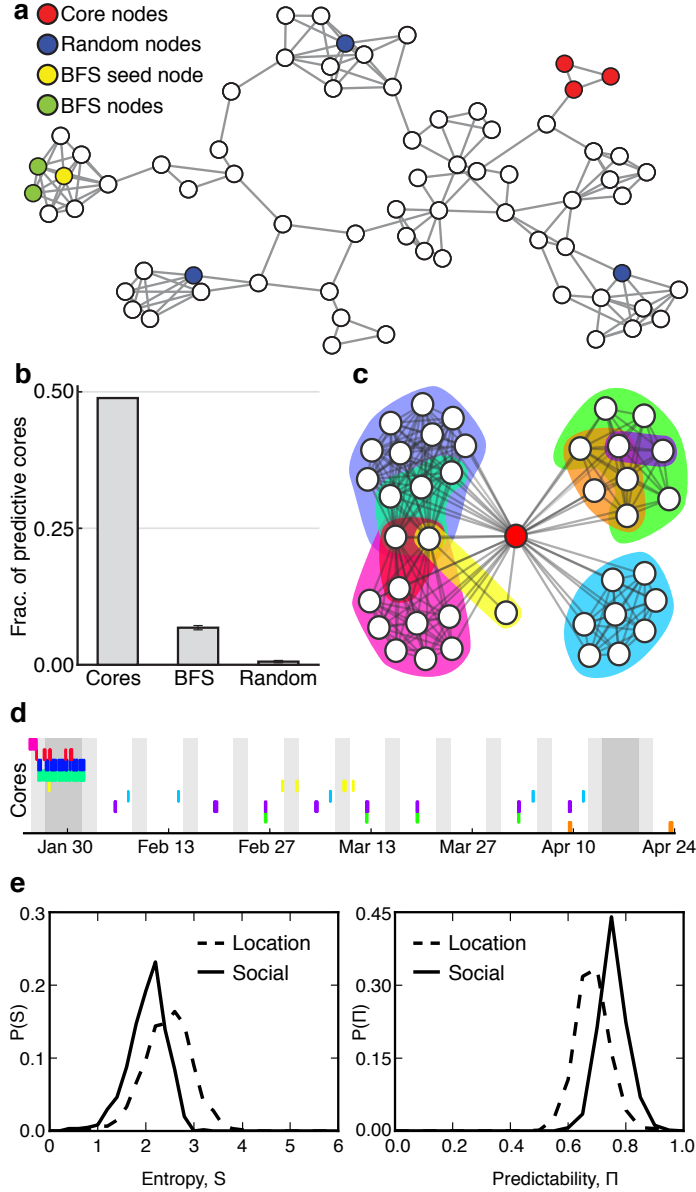 a
Core nodes
Random nodes
BFS seed node
BFS nodes
b
Frac. of predictive cores
0.50
0.25
0.00
Cores BFS Random
c
d
Cores
Jan 30 Feb 13 Feb 27 Mar 13 Mar 27 Apr 10 Apr 24
e
P(S)
0.3
0.2
0.1
0.0
0 1 2 3 4 5 6
Entropy, S
Location
Social
P(Π)
0.45
0.30
0.15
0.00
0.0 0.2 0.4 0.6 0.8 1.0
Predictability, Π
Location
Social